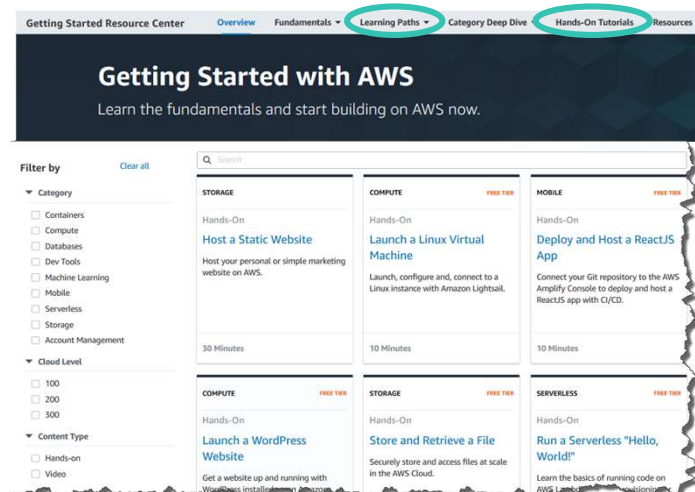 Getting Started Resource Center Overview Fundamentals Learning Paths Category Deep Dive Hands-On Tutorials Resources
Getting Started with AWS
Learn the fundamentals and start building on AWS now.
Filter by Clear all
Search
Category
Containers
Compute
Databases
Dev Tools
Machine Learning
Mobile
Serverless
Storage
Account Management
Cloud Level
100
200
300
Content Type
Hands-on
Video
STORAGE
Hands-On
Host a Static Website
Host your personal or simple marketing
website on AWS.
30 Minutes
COMPUTE FREE TIER
Hands-On
Launch a Linux Virtual
Machine
Launch, configure and, connect to a
Linux instance with Amazon Lightsail.
10 Minutes
MOBILE FREE TIER
Hands-On
Deploy and Host a ReactJS
App
Connect your Git repository to the AWS
Amplify Console to deploy and host a
ReactJS app with CI/CD.
10 Minutes
COMPUTE FREE TIER
Hands-On
Launch a WordPress
Website
Get a website up and running with
WordPress installed on Amazon
STORAGE FREE TIER
Hands-On
Store and Retrieve a File
Securely store and access files at scale
in the AWS Cloud.
SERVERLESS FREE TIER
Hands-On
Run a Serverless "Hello,
World!"
Learn the basics of running code on
AWS Lambda